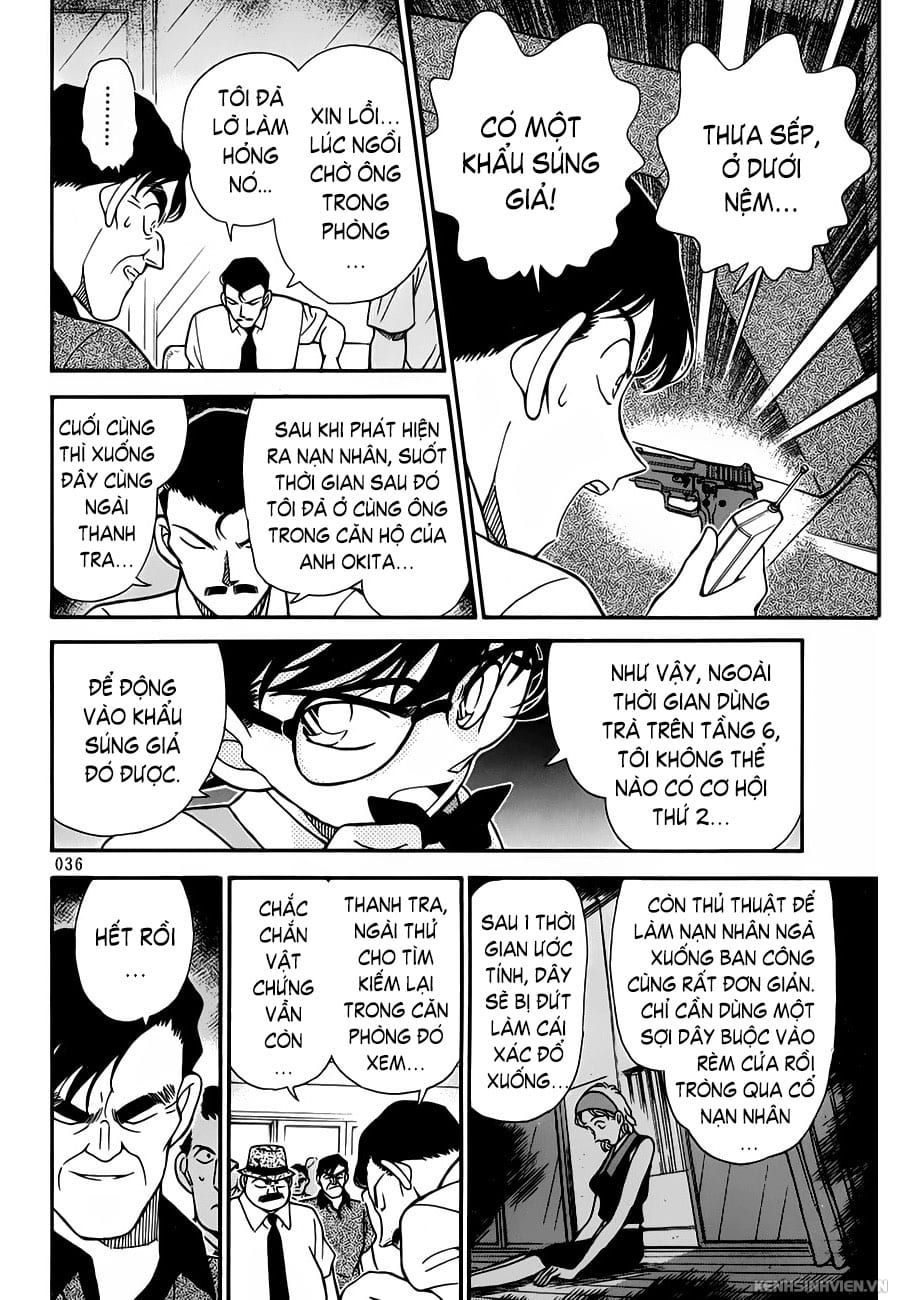 THƯA SẾP,
Ở DƯỚI
NỆM...
CÓ MỘT
KHẨU SÚNG
GIẢ!
XIN LỒI...
LÚC NGỒI
CHỜ ÔNG
TRONG
PHÒNG
...
TÔI ĐÃ
LỠ LÀM
HỎNG
NÓ...
.........
SAU KHI PHÁT HIỆN
RA NẠN NHÂN, SUỐT
THỜI GIAN SAU ĐÓ
TÔI ĐÃ Ở CÙNG ÔNG
TRONG CĂN HỘ CỦA
ANH OKITA...
CUỐI CÙNG
THÌ XUỐNG
ĐÂY CÙNG
NGÀI
THANH
TRA...
NHƯ VẬY, NGOÀI
THỜI GIAN DÙNG
TRÀ TRÊN TẦNG 6,
TÔI KHÔNG THỂ
NÀO CÓ CƠ HỘI
THỨ 2...
ĐỂ ĐỘNG
VÀO KHẨU
SÚNG GIẢ
ĐÓ ĐƯỢC.
036
CÒN THỦ THUẬT ĐỂ
LÀM NẠN NHÂN NGẢ
XUỐNG BAN CÔNG
CŨNG RẤT ĐƠN GIẢN.
CHỈ CẦN DÙNG MỘT
SỢI DÂY BUỘC VÀO
RÈM CỬA RỒI
TRÒNG QUA CỔ
NẠN NHÂN
...
SAU 1 THỜI
GIAN ƯỚC
TÍNH, DÂY
SẼ BỊ ĐỨT
LÀM CÁI
XÁC ĐỔ
XUỐNG...
THANH TRA,
NGÀI THỬ
CHO TÌM
KIẾM LẠI
TRONG CĂN
PHÒNG ĐÓ
XEM...
CHẮC
CHẮN
VẬT
CHỨNG
VẪN
CÒN
...
HẾT RỒI
...
KENHSINHVIEN.VN